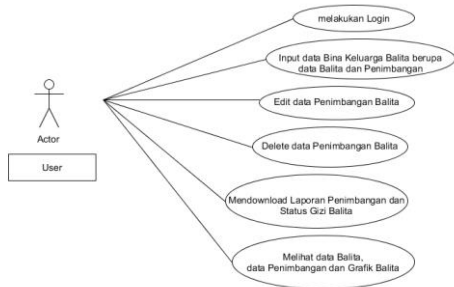 melakukan Login
Input data Bina Keluarga Balita berupa
data Balita dan Penimbangan
Edit data Penimbangan Balita
Actor
User
Delete data Penimbangan Balita
Mendownload Laporan Penimbangan dan
Status Gizi Balita
Melihat data Balita,
data Penimbangan dan Grafik Balita